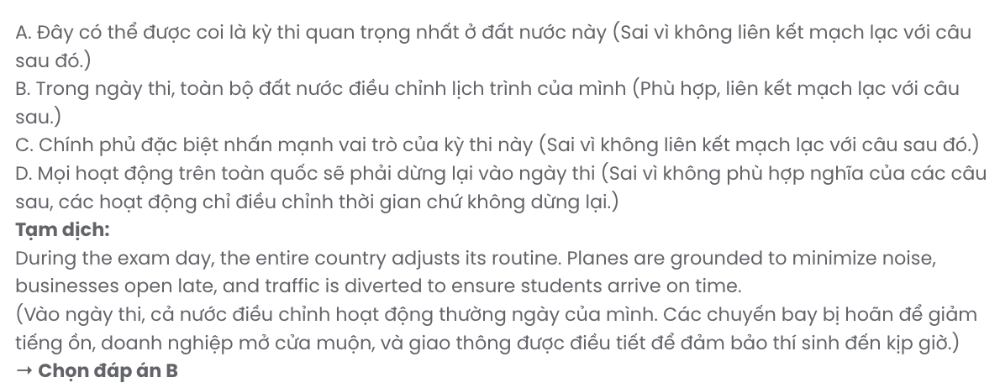 A. Đây có thể được coi là kỳ thi quan trọng nhất ở đất nước này (Sai vì không liên kết mạch lạc với câu
sau đó.)
B. Trong ngày thi, toàn bộ đất nước điều chỉnh lịch trình của mình (Phù hợp, liên kết mạch lạc với câu
sau.)
C. Chính phủ đặc biệt nhấn mạnh vai trò của kỳ thi này (Sai vì không liên kết mạch lạc với câu sau đó.)
D. Mọi hoạt động trên toàn quốc sẽ phải dừng lại vào ngày thi (Sai vì không phù hợp nghĩa của các câu
sau, các hoạt động chỉ điều chỉnh thời gian chứ không dừng lại.)
Tạm dịch:
During the exam day, the entire country adjusts its routine. Planes are grounded to minimize noise,
businesses open late, and traffic is diverted to ensure students arrive on time.
(Vào ngày thi, cả nước điều chỉnh hoạt động thường ngày của mình. Các chuyến bay bị hoãn để giảm
tiếng ồn, doanh nghiệp mở cửa muộn, và giao thông được điều tiết để đảm bảo thí sinh đến kịp giờ.)
→ Chọn đáp án B